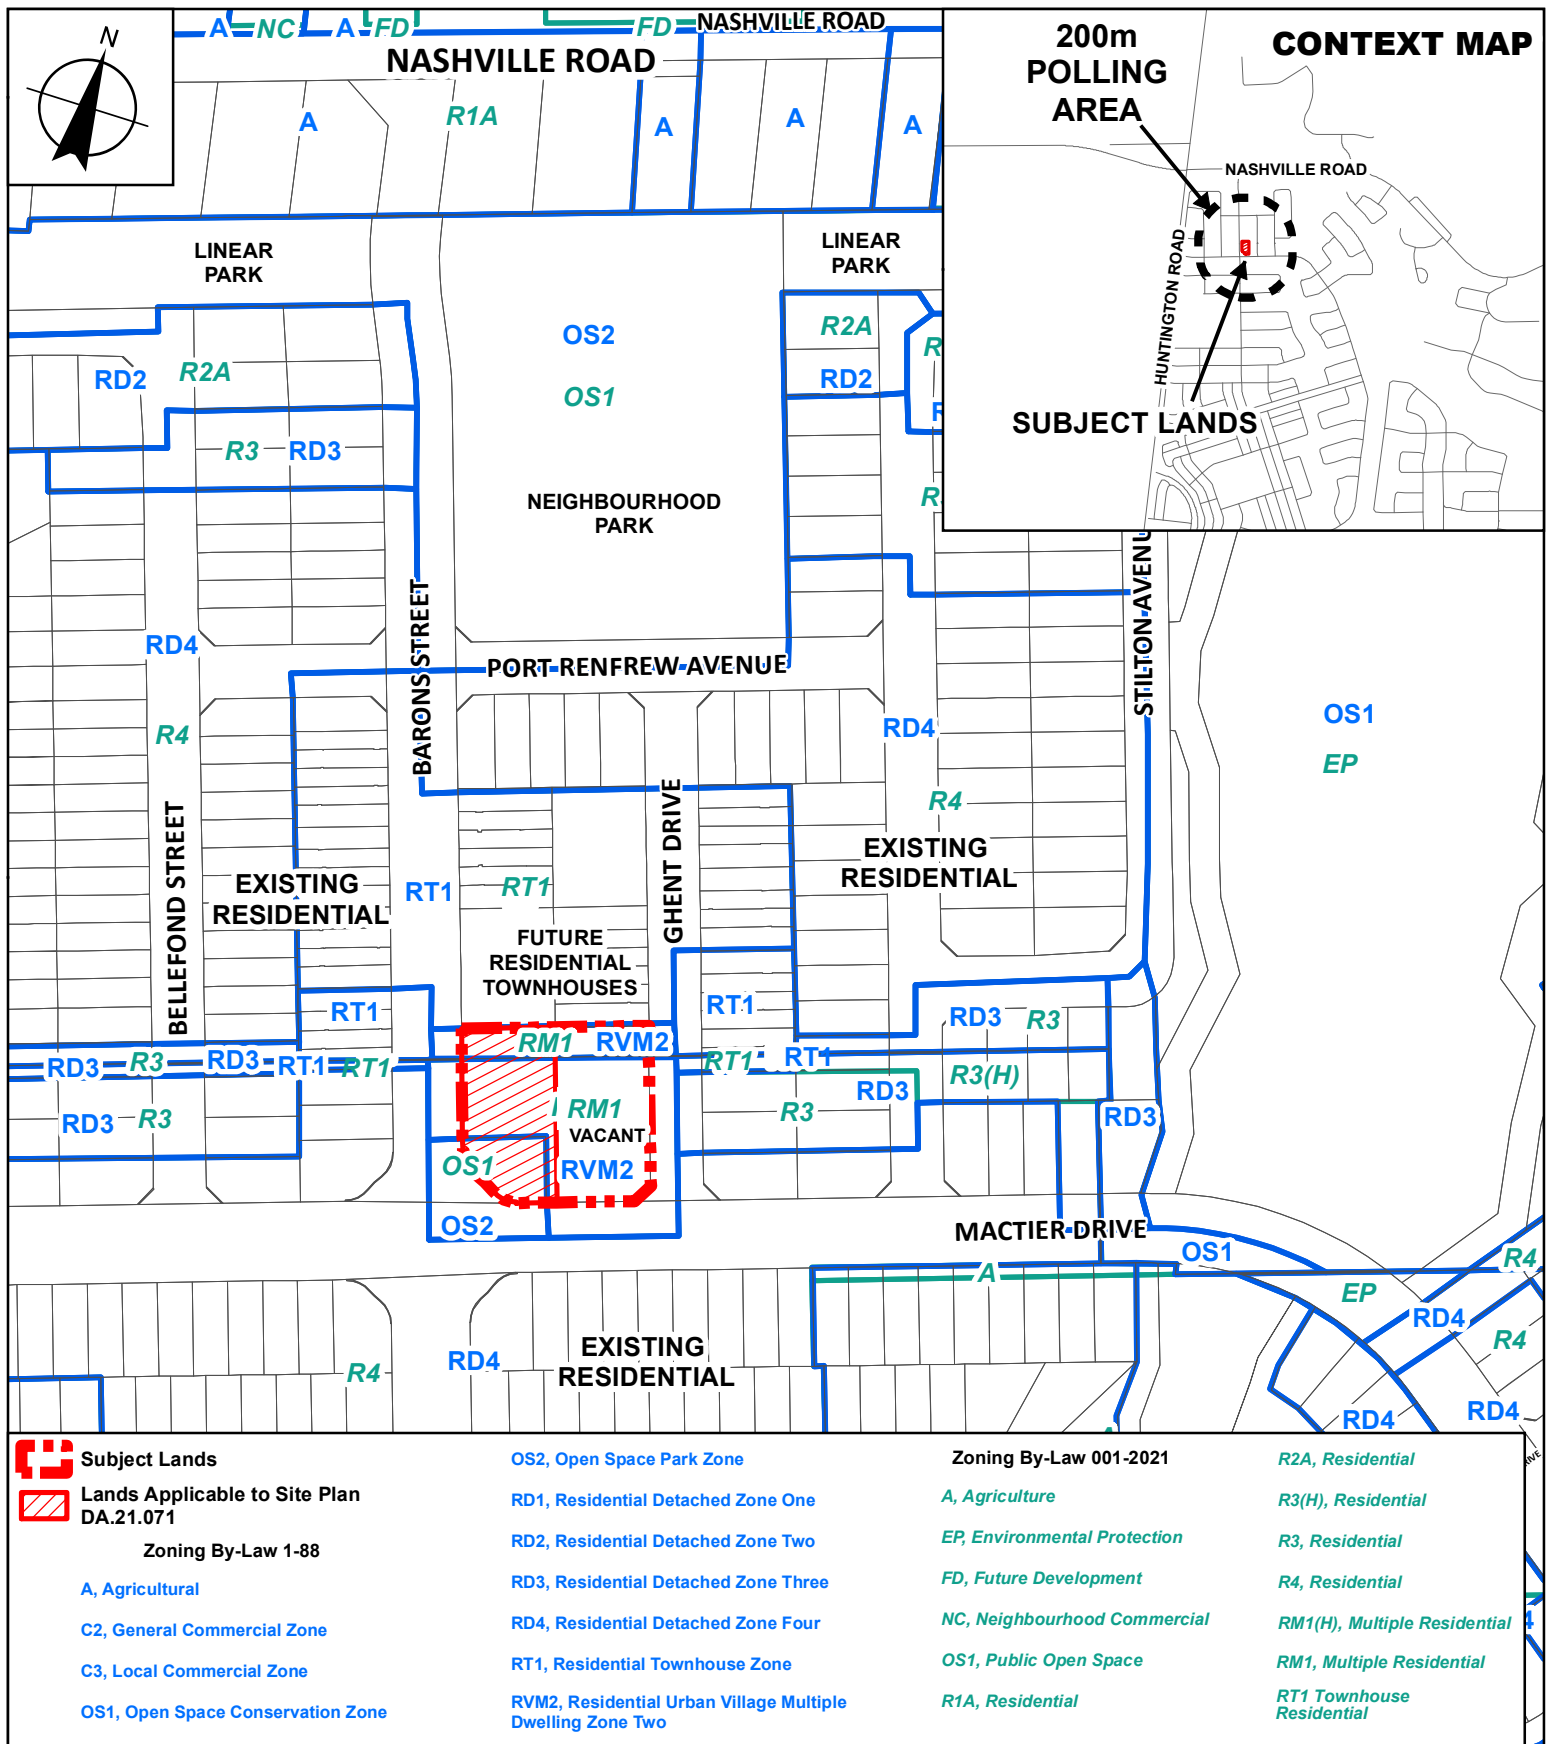 N
A
NC
A
FD
FD
NASHVILLE ROAD
NASHVILLE ROAD
A
R1A
A
A
A
LINEAR
PARK
LINEAR
PARK
CONTEXT MAP
200m
POLLING
AREA
NASHVILLE ROAD
HUNTINGTON ROAD
SUBJECT LANDS
RD2
R2A
R3
RD3
OS2
OS1
NEIGHBOURHOOD
PARK
R2A
RD2
RD4
R4
BARONS STREET
PORT RENFREW AVENUE
STILTON AVENU
RD4
R4
OS1
EP
BELLEFOND STREET
GHENT DRIVE
EXISTING
RESIDENTIAL
EXISTING
RESIDENTIAL
RT1
RT1
FUTURE
RESIDENTIAL
TOWNHOUSES
RT1
RT1
RD3
R3
RM1
RVM2
RD3
R3
RD3
RT1
RT1
RT1
RT1
R3(H)
RD3
R3
RD3
RD3
R3
RM1
VACANT
RVM2
OS1
OS2
MACTIER DRIVE
OS1
A
R4
EP
RD4
R4
RD4
RD4
R4
RD4
EXISTING
RESIDENTIAL
Subject Lands
Lands Applicable to Site Plan
DA.21.071
Zoning By-Law 1-88
A, Agricultural
C2, General Commercial Zone
C3, Local Commercial Zone
OS1, Open Space Conservation Zone
OS2, Open Space Park Zone
RD1, Residential Detached Zone One
RD2, Residential Detached Zone Two
RD3, Residential Detached Zone Three
RD4, Residential Detached Zone Four
RT1, Residential Townhouse Zone
RVM2, Residential Urban Village Multiple
Dwelling Zone Two
Zoning By-Law 001-2021
A, Agriculture
EP, Environmental Protection
FD, Future Development
NC, Neighbourhood Commercial
OS1, Public Open Space
R1A, Residential
R2A, Residential
R3(H), Residential
R3, Residential
R4, Residential
RM1(H), Multiple Residential
RM1, Multiple Residential
RT1 Townhouse
Residential